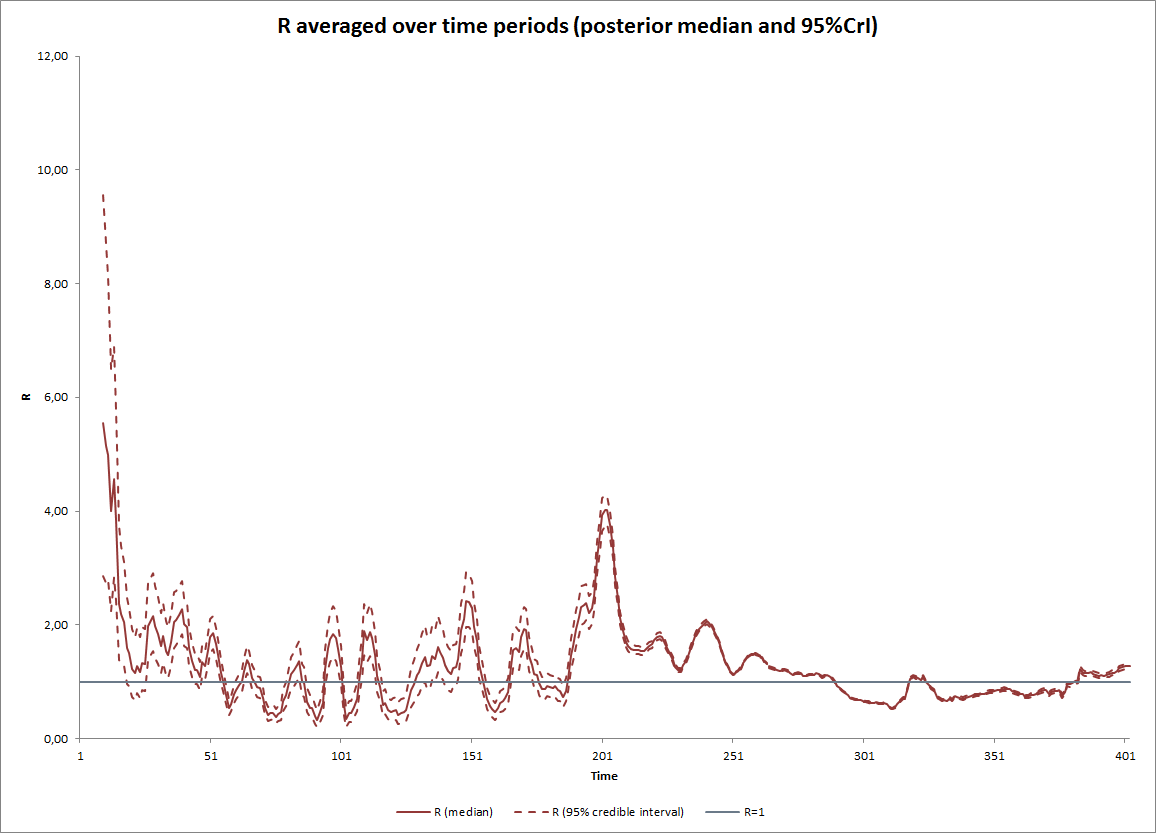 R averaged over time periods (posterior median and 95%CrI)
12,00
10,00
8,00
6,00
4,00
2,00
0,00
R
1 51 101 151 201 251 301 351 401
Time
R (median) R (95% credible interval) R=1